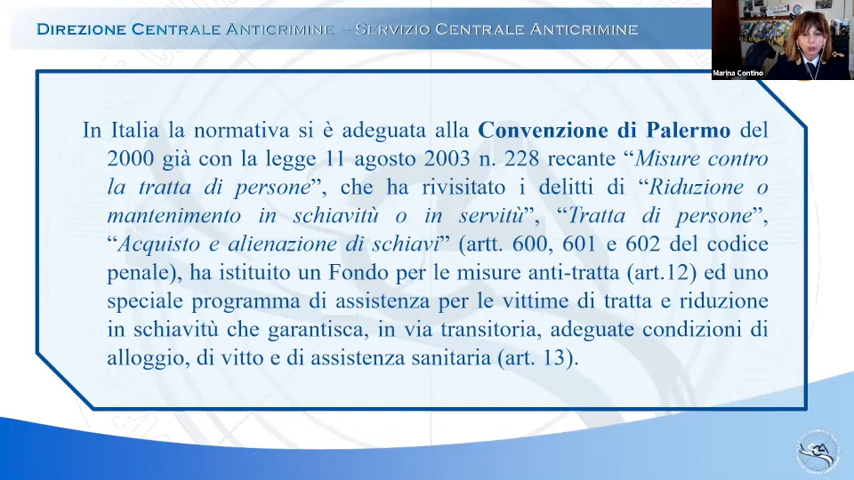 DIREZIONE CENTRALE ANTICRIMINE – SERVIZIO CENTRALE ANTICRIMINE
Marina Contino
In Italia la normativa si è adeguata alla Convenzione di Palermo del
2000 già con la legge 11 agosto 2003 n. 228 recante “Misure contro
la tratta di persone”, che ha rivisitato i delitti di “Riduzione o
mantenimento in schiavitù o in servitù”, “Tratta di persone”,
“Acquisto e alienazione di schiavi” (artt. 600, 601 e 602 del codice
penale), ha istituito un Fondo per le misure anti-tratta (art.12) ed uno
speciale programma di assistenza per le vittime di tratta e riduzione
in schiavitù che garantisca, in via transitoria, adeguate condizioni di
alloggio, di vitto e di assistenza sanitaria (art. 13).